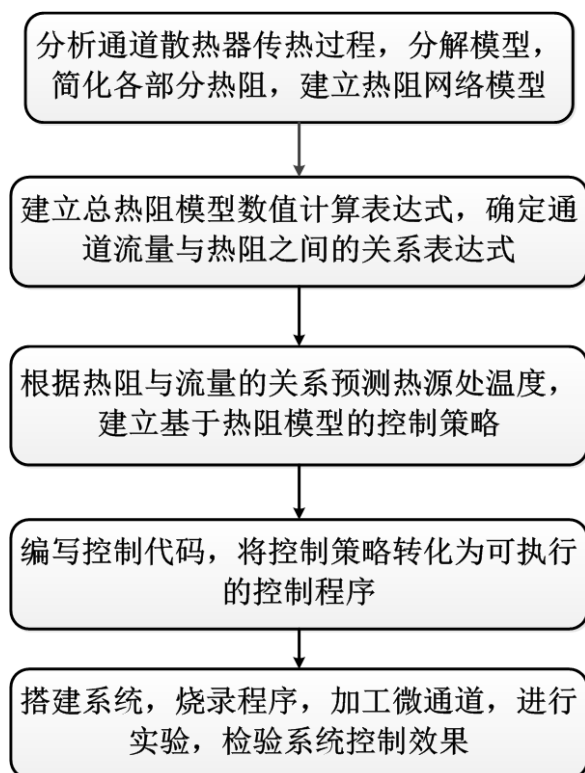 分析通道散热器传热过程，分解模型，
简化各部分热阻，建立热阻网络模型
建立总热阻模型数值计算表达式，确定通
道流量与热阻之间的关系表达式
根据热阻与流量的关系预测热源处温度，
建立基于热阻模型的控制策略
编写控制代码，将控制策略转化为可执行
的控制程序
搭建系统，烧录程序，加工微通道，进行
实验，检验系统控制效果